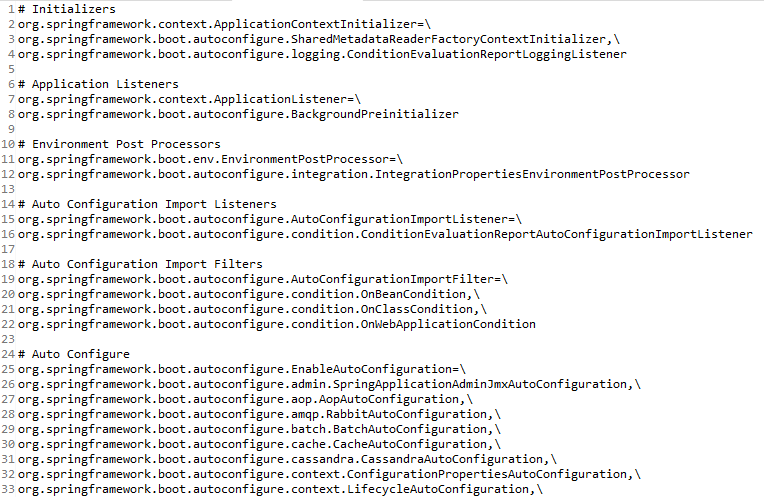 1 # Initializers
2 org.springframework.context.ApplicationContextInitializer=\
3 org.springframework.boot.autoconfigure.SharedMetadataReaderFactoryContextInitializer,\
4 org.springframework.boot.autoconfigure.logging.ConditionEvaluationReportLoggingListener
5
6 # Application Listeners
7 org.springframework.context.ApplicationListener=\
8 org.springframework.boot.autoconfigure.BackgroundPreinitializer
9
10 # Environment Post Processors
11 org.springframework.boot.env.EnvironmentPostProcessor=\
12 org.springframework.boot.autoconfigure.integration.IntegrationPropertiesEnvironmentPostProcessor
13
14 # Auto Configuration Import Listeners
15 org.springframework.boot.autoconfigure.AutoConfigurationImportListener=\
16 org.springframework.boot.autoconfigure.condition.ConditionEvaluationReportAutoConfigurationImportListener
17
18 # Auto Configuration Import Filters
19 org.springframework.boot.autoconfigure.AutoConfigurationImportFilter=\
20 org.springframework.boot.autoconfigure.condition.OnBeanCondition,\
21 org.springframework.boot.autoconfigure.condition.OnClassCondition,\
22 org.springframework.boot.autoconfigure.condition.OnWebApplicationCondition
23
24 # Auto Configure
25 org.springframework.boot.autoconfigure.EnableAutoConfiguration=\
26 org.springframework.boot.autoconfigure.admin.SpringApplicationAdminJmxAutoConfiguration,\
27 org.springframework.boot.autoconfigure.aop.AopAutoConfiguration,\
28 org.springframework.boot.autoconfigure.amqp.RabbitAutoConfiguration,\
29 org.springframework.boot.autoconfigure.batch.BatchAutoConfiguration,\
30 org.springframework.boot.autoconfigure.cache.CacheAutoConfiguration,\
31 org.springframework.boot.autoconfigure.cassandra.CassandraAutoConfiguration,\
32 org.springframework.boot.autoconfigure.context.ConfigurationPropertiesAutoConfiguration,\
33 org.springframework.boot.autoconfigure.context.LifecycleAutoConfiguration,\